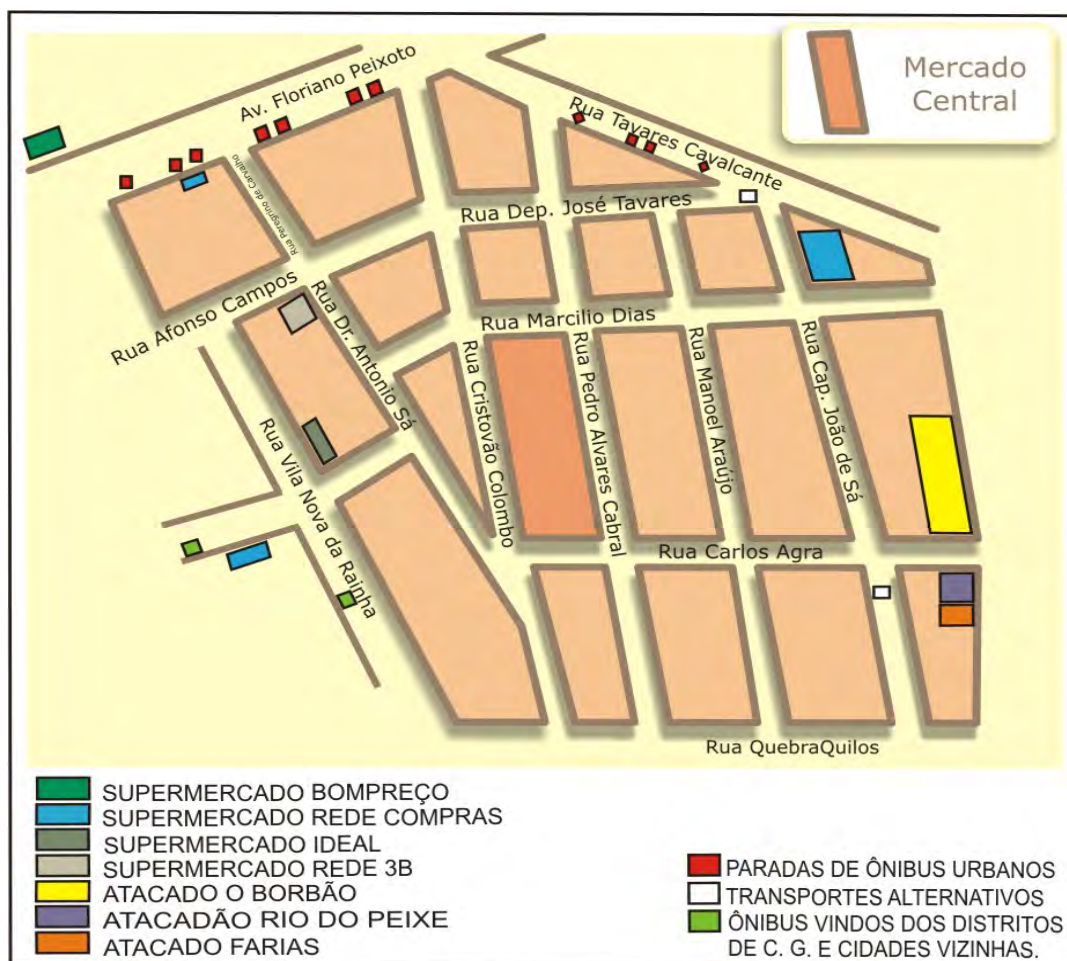 Mercado
Central
Av. Floriano Peixoto
Rua Tavares Cavalcante
Rua Peregrino de Carvalho
Rua Dep. José Tavares
Rua Afonso Campos
Rua Dr. Antonio Sá
Rua Marcilio Dias
Rua Cristovão Colombo
Rua Pedro Alvares Cabral
Rua Manoel Araújo
Rua Cap. João de Sá
Rua Vila Nova da Rainha
Rua Carlos Agra
Rua QuebraQuilos
SUPERMERCADO BOMPREÇO
SUPERMERCADO REDE COMPRAS
SUPERMERCADO IDEAL
SUPERMERCADO REDE 3B
ATACADO O BORBÃO
ATACADÃO RIO DO PEIXE
ATACADO FARIAS
PARADAS DE ÔNIBUS URBANOS
TRANSPORTES ALTERNATIVOS
ÔNIBUS VINDOS DOS DISTRITOS
DE C. G. E CIDADES VIZINHAS.